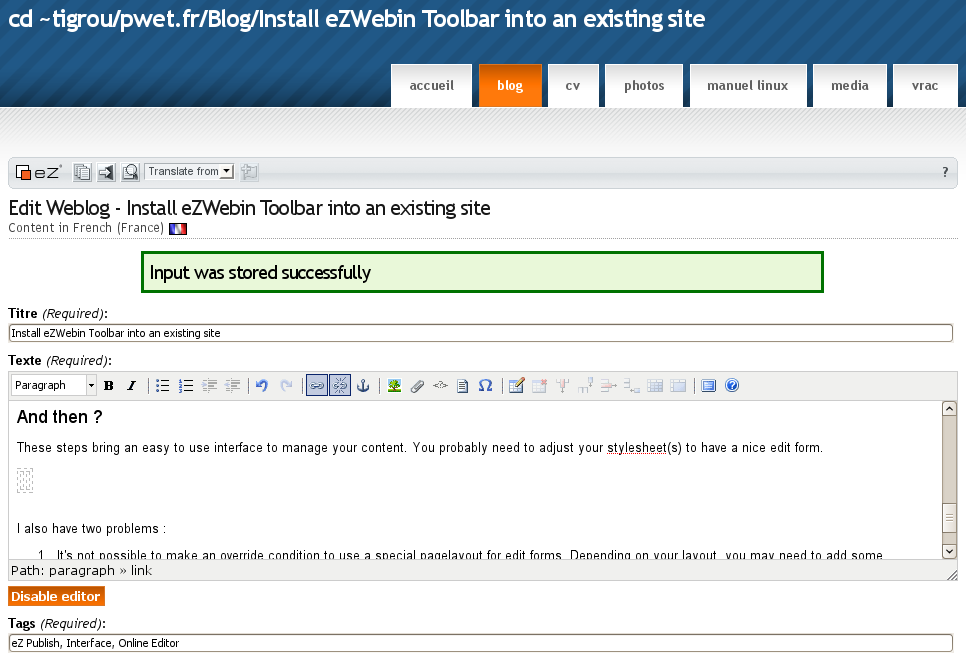 cd ~tigrou/pwet.fr/Blog/Install eZWebin Toolbar into an existing site
accueil
blog
cv
photos
manuel linux
media
vrac
eZ
Translate from
?
Edit Weblog - Install eZWebin Toolbar into an existing site
Content in French (France)
Input was stored successfully
Titre (Required):
Install eZWebin Toolbar into an existing site
Texte (Required):
Paragraph
B
I
And then ?
These steps bring an easy to use interface to manage your content. You probably need to adjust your stylesheet(s) to have a nice edit form.
I also have two problems :
1. It's not possible to make an override condition to use a special pagelayout for edit forms. Depending on your layout, you may need to add some
Path: paragraph » link
Disable editor
Tags (Required):
eZ Publish, Interface, Online Editor